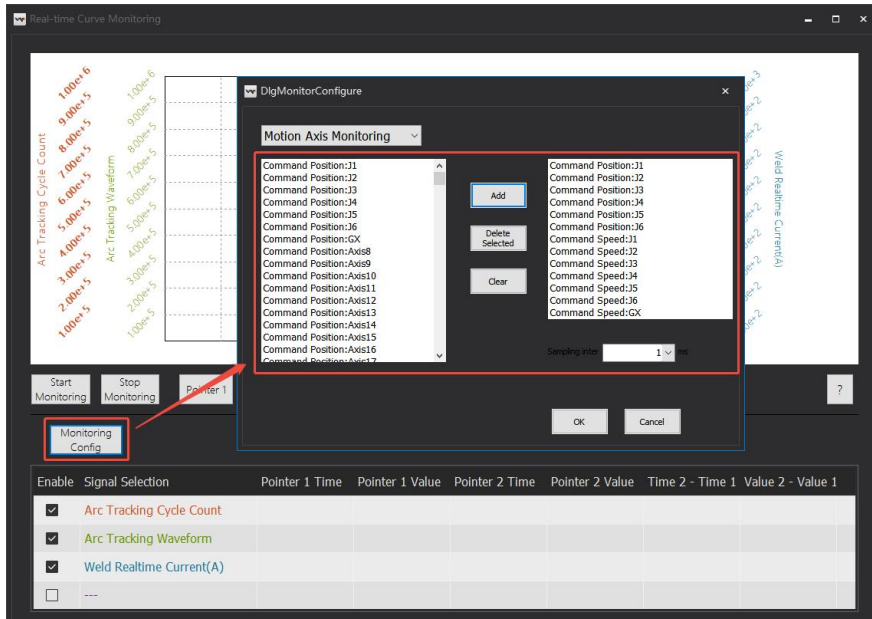 Real-time Curve Monitoring
1.00e+6
9.00e+5
8.00e+5
7.00e+5
6.00e+5
5.00e+5
4.00e+5
3.00e+5
2.00e+5
1.00e+5
Arc Tracking Cycle Count
1.00e+6
9.00e+5
8.00e+5
7.00e+5
6.00e+5
5.00e+5
4.00e+5
3.00e+5
2.00e+5
1.00e+5
Arc Tracking Waveform
Weld Realtime Current(A)
DlgMonitorConfigure
Motion Axis Monitoring
Command Position:J1
Command Position:J2
Command Position:J3
Command Position:J4
Command Position:J5
Command Position:J6
Command Position:GX
Command Position:Axis8
Command Position:Axis9
Command Position:Axis10
Command Position:Axis11
Command Position:Axis12
Command Position:Axis13
Command Position:Axis14
Command Position:Axis15
Command Position:Axis16
Command Position:Axis17
Add
Delete
Selected
Clear
Command Position:J1
Command Position:J2
Command Position:J3
Command Position:J4
Command Position:J5
Command Position:J6
Command Speed:J1
Command Speed:J2
Command Speed:J3
Command Speed:J4
Command Speed:J5
Command Speed:J6
Command Speed:GX
Sampling inter 1 ms
OK Cancel
Start
Monitoring
Stop
Monitoring
Pointer 1
?
Monitoring
Config
Enable Signal Selection Pointer 1 Time Pointer 1 Value Pointer 2 Time Pointer 2 Value Time 2 - Time 1 Value 2 - Value 1
Arc Tracking Cycle Count
Arc Tracking Waveform
Weld Realtime Current(A)
---